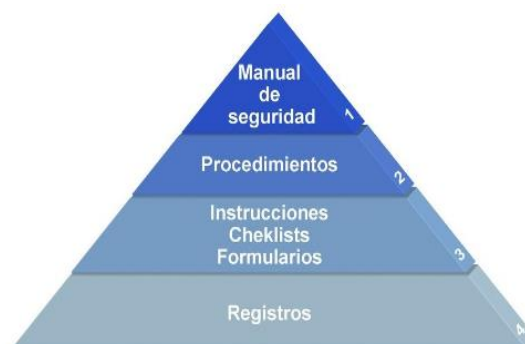 Manual
de
seguridad
1
Procedimientos
2
Instrucciones
Cheklists
Formularios
3
Registros
4